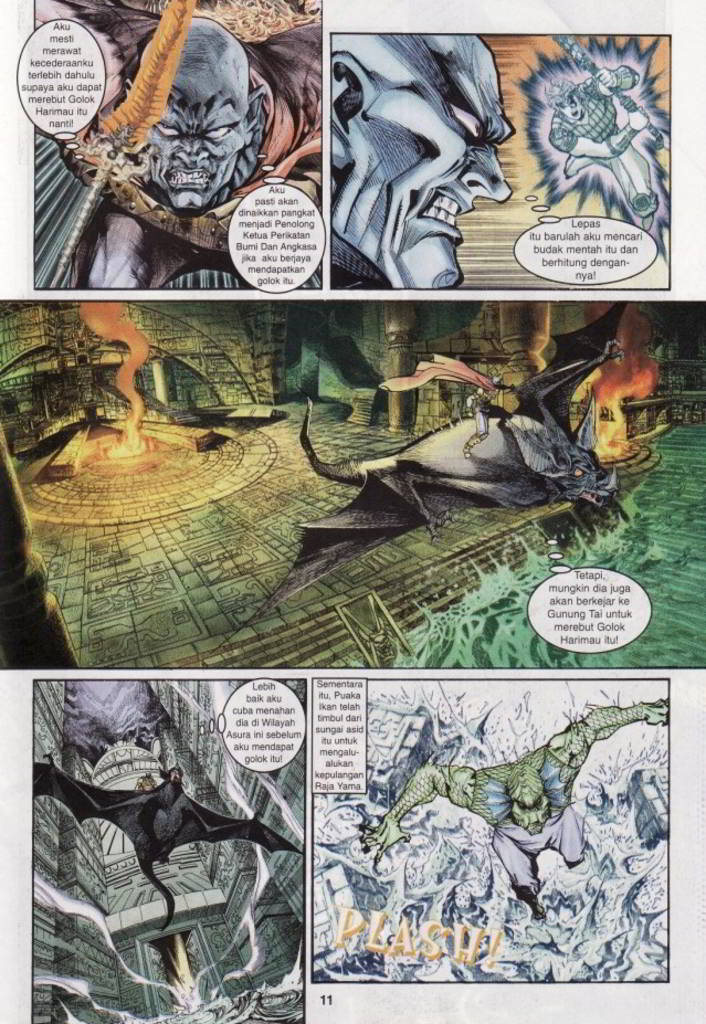 Aku
mesti
merawat
kecederaanku
terlebih dahulu
supaya aku dapat
merebut Golok
Harimau itu
nanti!
Aku
pasti akan
dinaikkan pangkat
menjadi Penolong
Ketua Perikatan
Bumi Dan Angkasa
jika aku berjaya
mendapatkan
golok itu.
Lepas
itu barulah aku mencari
budak mentah itu dan
berhitung dengan-
nya!
Tetapi,
mungkin dia juga
akan berkejar ke
Gunung Tai untuk
merebut Golok
Harimau itu!
Lebih
baik aku
cuba menahan
dia di Wilayah
Asura ini sebelum
aku mendapat
golok itu!
Sementara
itu, Puaka
Ikan telah
timbul dari
sungai asid
itu untuk
mengalu-
alukan
kepulangan
Raja Yama.
PLASH!
11